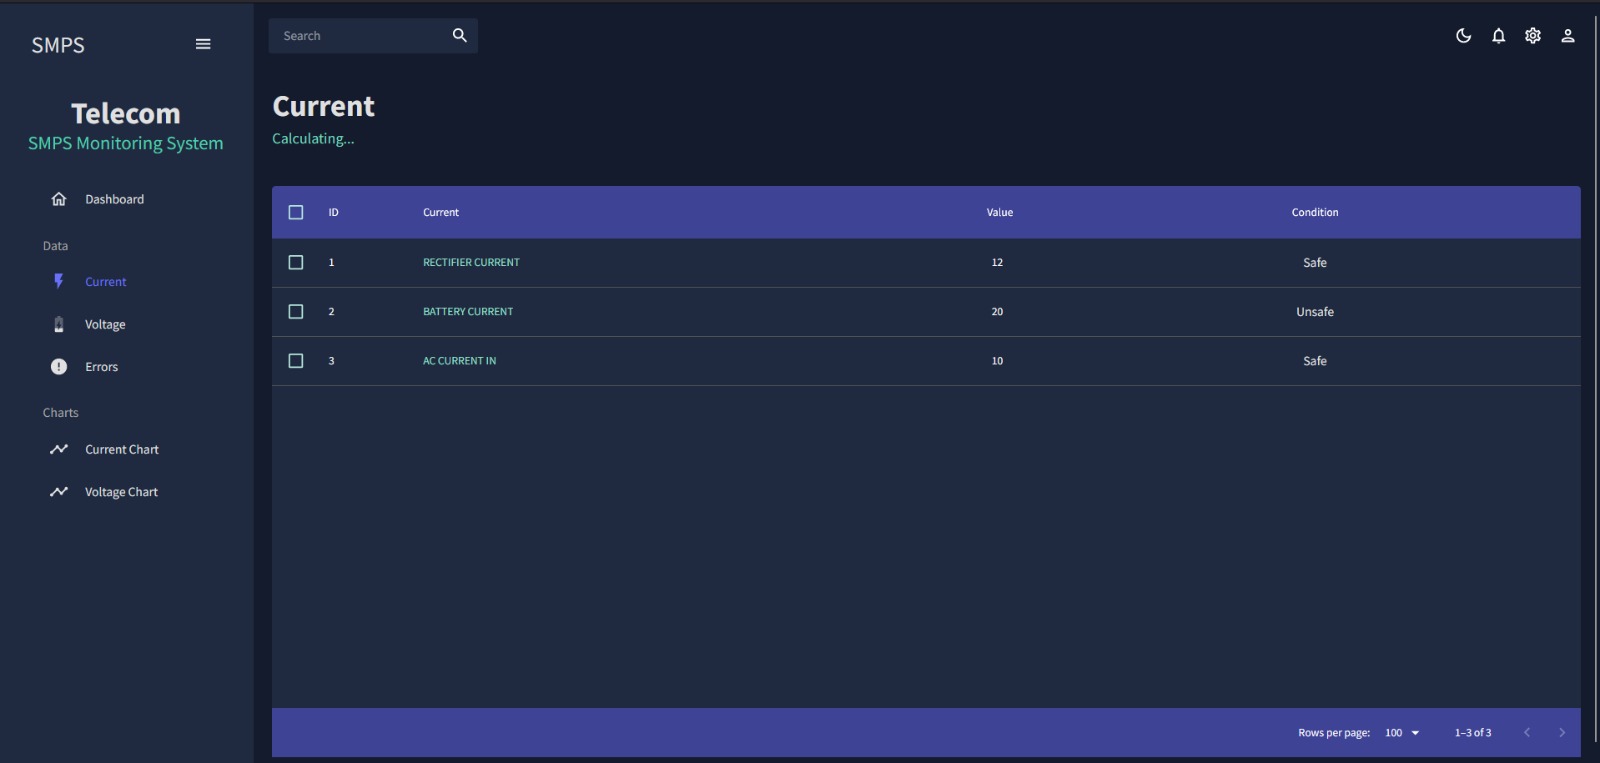 SMPS
Search
Telecom
SMPS Monitoring System
Dashboard
Data
Current
Voltage
Errors
Charts
Current Chart
Voltage Chart
Current
Calculating...
ID Current Value Condition
1 RECTIFIER CURRENT 12 Safe
2 BATTERY CURRENT 20 Unsafe
3 AC CURRENT IN 10 Safe
Rows per page: 100 1–3 of 3